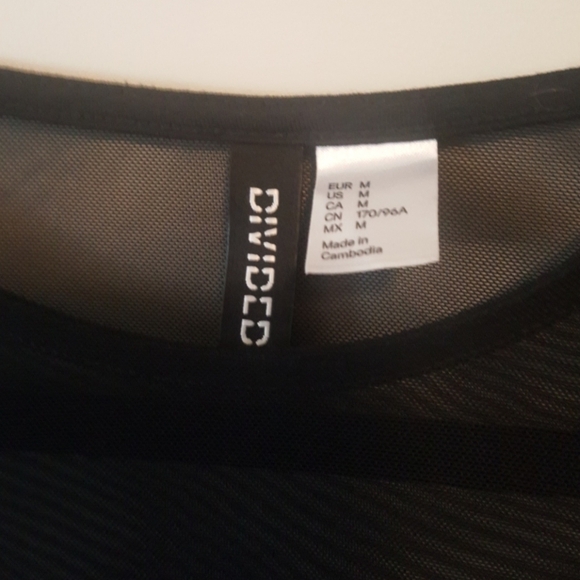 DIVIDED
EUR M
US M
CA M
CN 170/96A
MX M
Made in
Cambodia